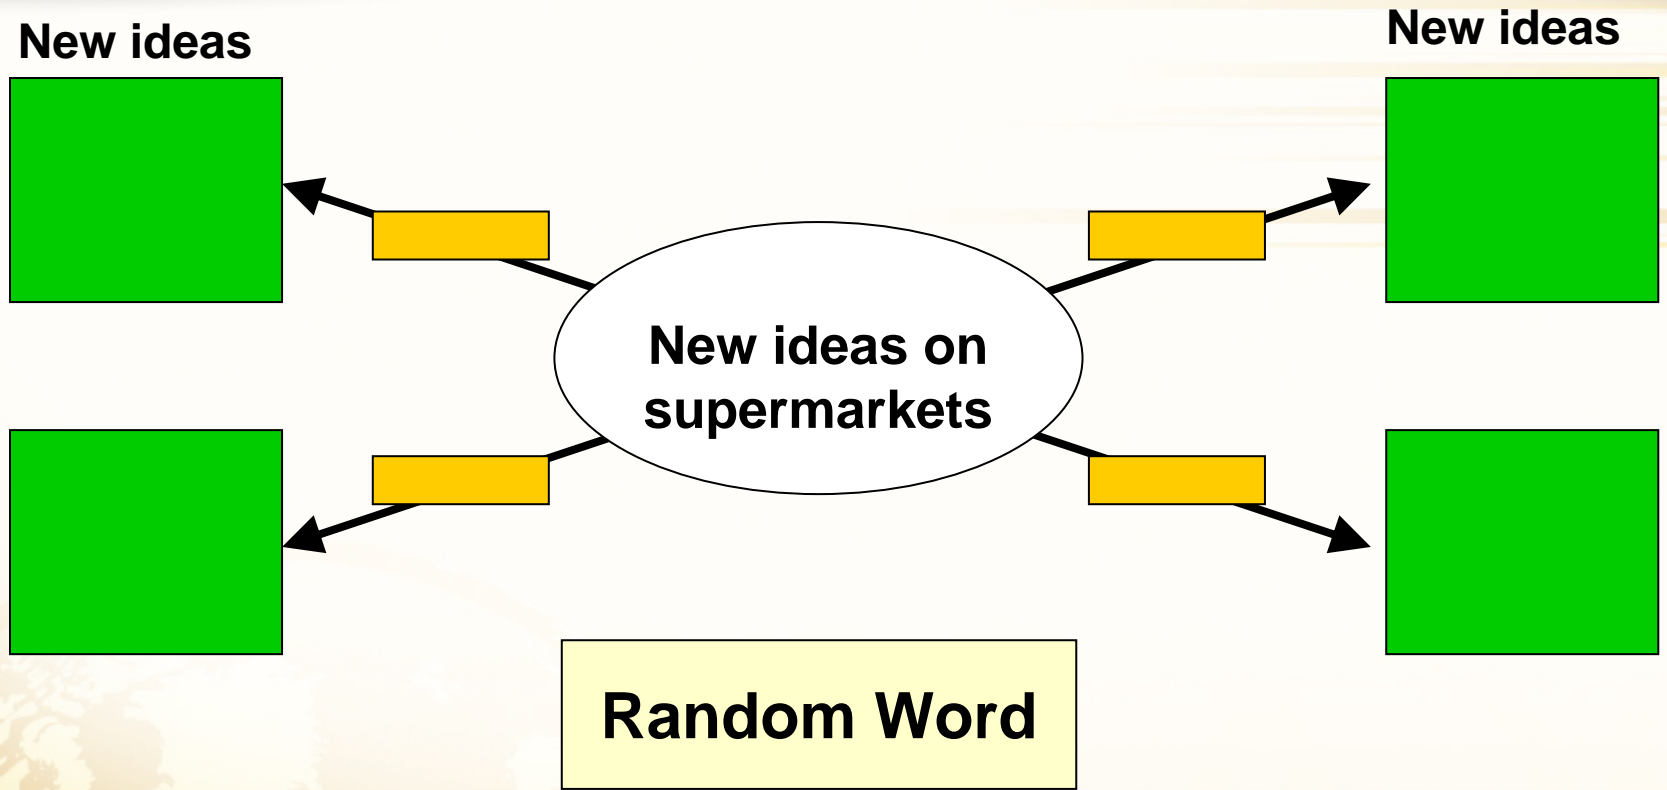 New ideas
New ideas
New ideas on
supermarkets
Random Word